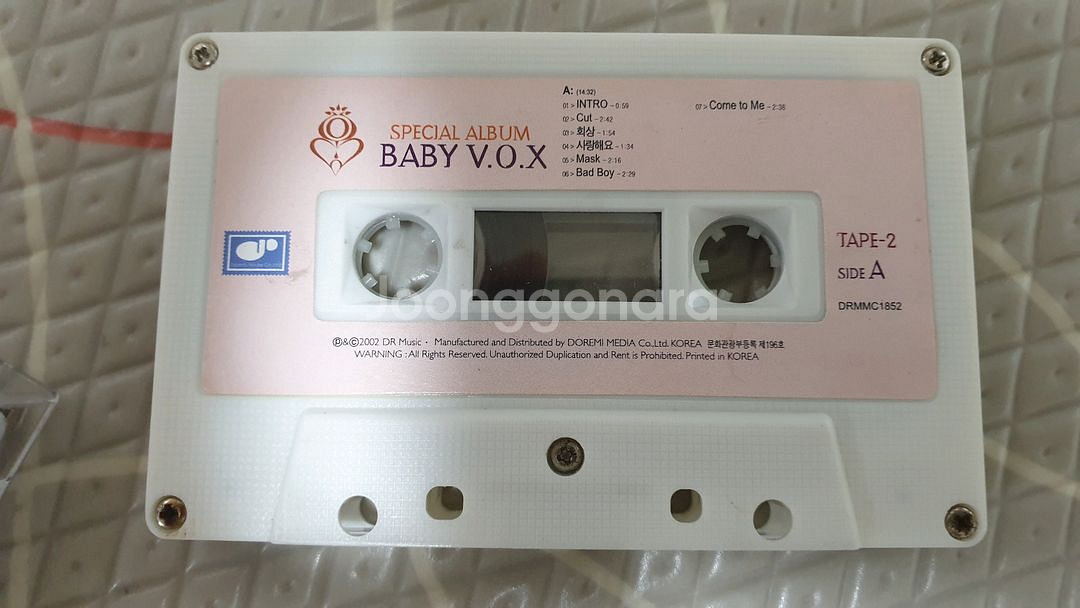 SPECIAL ALBUM
BABY V.O.X
A: (14:32)
01 > INTRO - 0:59
02 > Cut - 2:42
03 > 회상 - 1:54
04 > 사랑해요 - 1:34
05 > Mask - 2:16
06 > Bad Boy - 2:29
07 > Come to Me - 2:38
TAPE-2
SIDE A
DRMMC1852
Joonggonara
℗&©2002 DR Music · Manufactured and Distributed by DOREMI MEDIA Co.,Ltd. KOREA 문화관광부등록 제196호
WARNING : All Rights Reserved. Unauthorized Duplication and Rent is Prohibited. Printed in KOREA